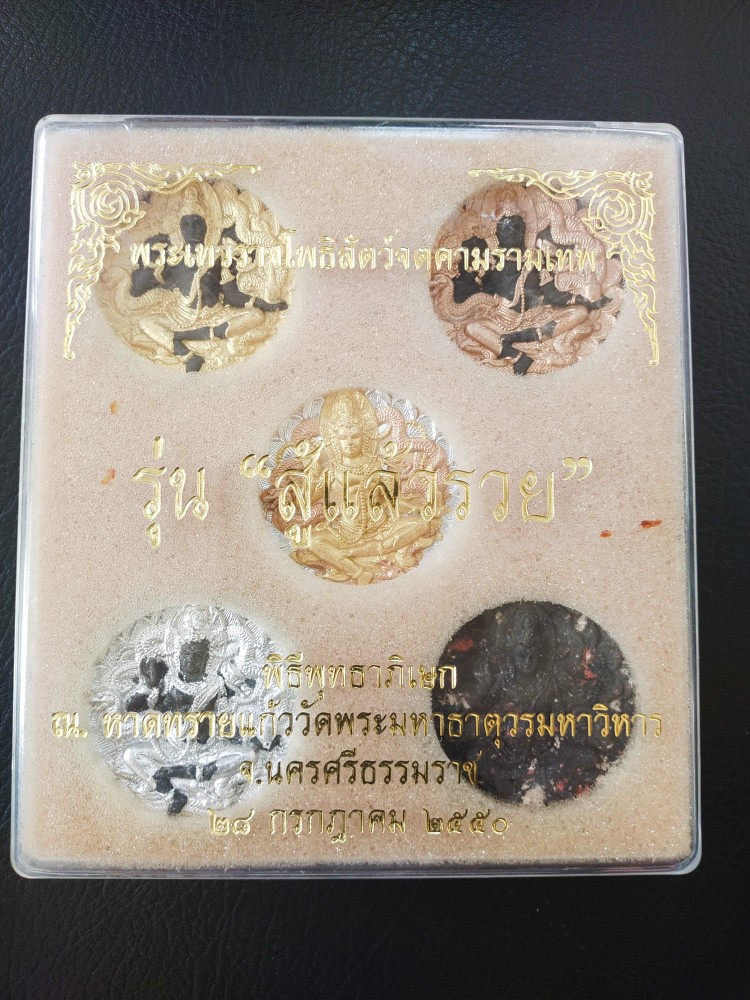 พระเทวราชโพธิสัตว์จตุคามรามเทพ
รุ่น “สู้แล้วรวย”
พิธีพุทธาภิเษก
ณ. หาดทรายแก้ววัดพระมหาธาตุวรมหาวิหาร
จ.นครศรีธรรมราช
๒๘ กรกฎาคม ๒๕๕๐